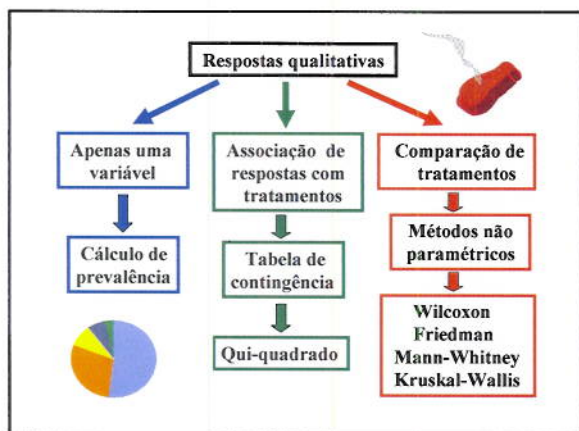 Respostas qualitativas
Apenas uma
variável
Cálculo de
prevalência
Associação de
respostas com
tratamentos
Tabela de
contingência
Qui-quadrado
Comparação de
tratamentos
Métodos não
paramétricos
Wilcoxon
Friedman
Mann-Whitney
Kruskal-Wallis